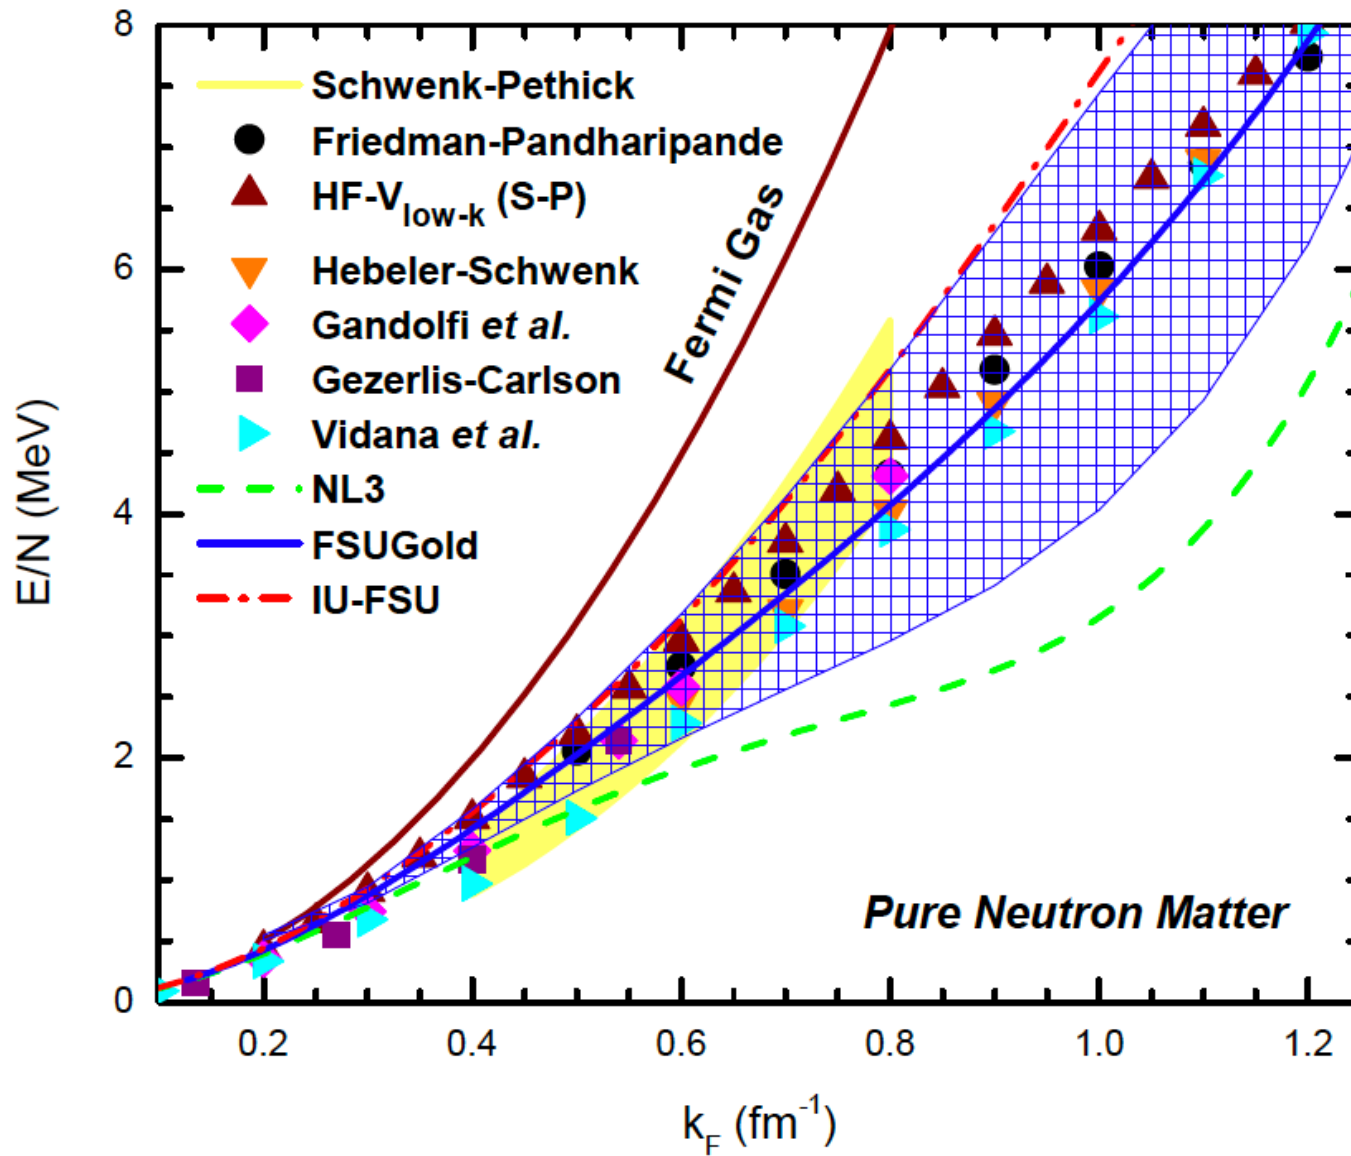 8
6
4
2
0
E/N (MeV)
Schwenk-Pethick
Friedman-Pandharipande
HF-V_low-k (S-P)
Hebeler-Schwenk
Gandolfi et al.
Gezerlis-Carlson
Vidana et al.
NL3
FSUGold
IU-FSU
Fermi Gas
Pure Neutron Matter
0.2 0.4 0.6 0.8 1.0 1.2
k_F (fm^-1)